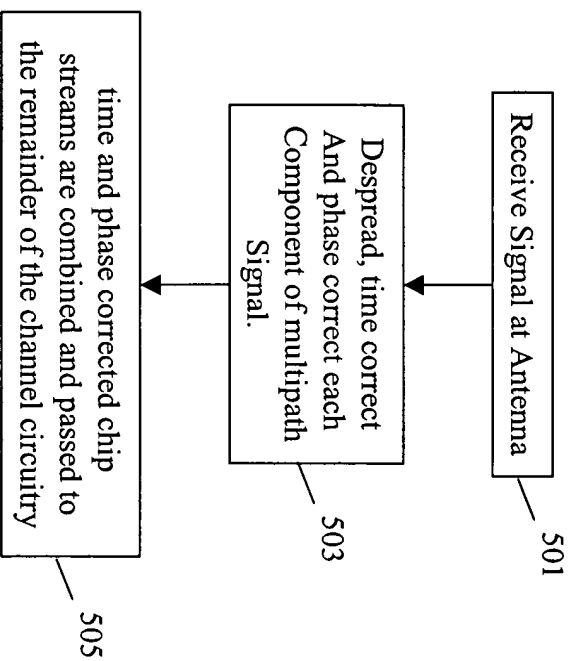 Receive Signal at Antenna
501
Despread, time correct
And phase correct each
Component of multipath
Signal.
503
time and phase corrected chip
streams are combined and passed to
the remainder of the channel circuitry
505